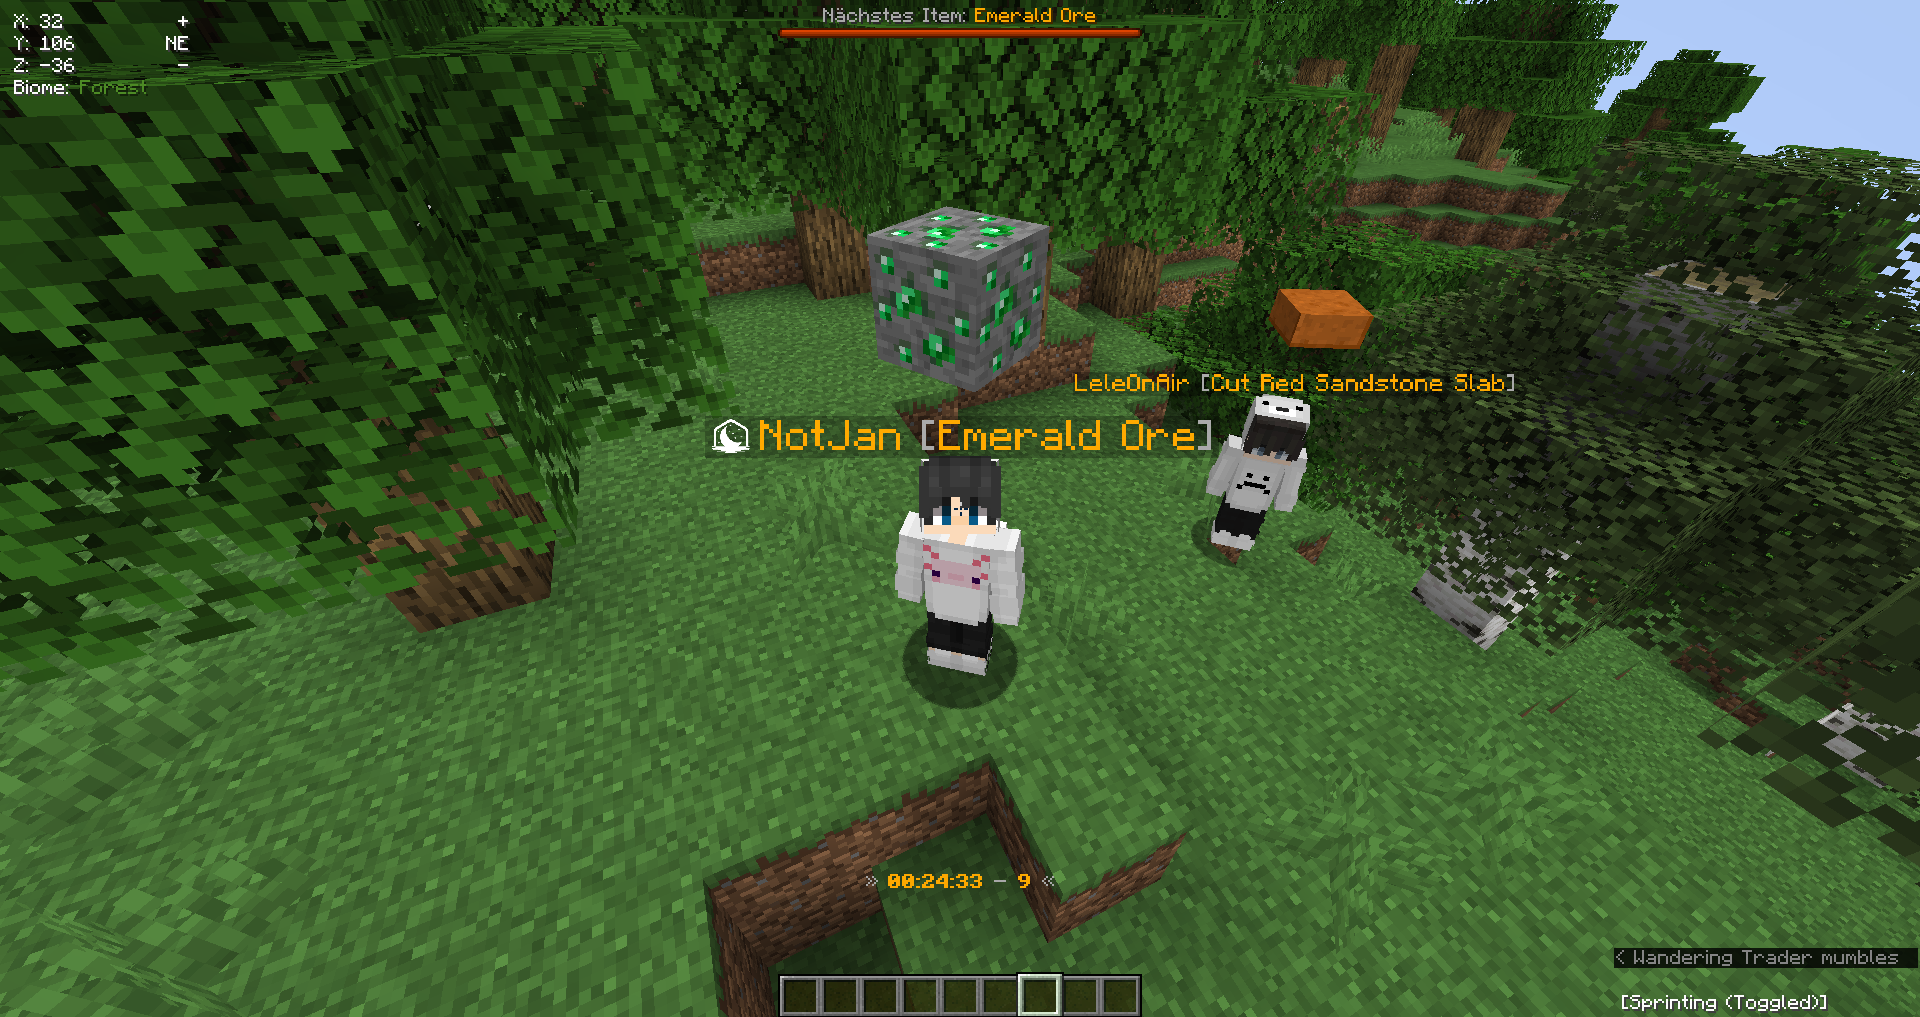 X: 32 +
Y: 106 NE
Z: -36 -
Biome: Forest
Nächstes Item: Emerald Ore
LeleOnAir [Cut Red Sandstone Slab]
NotJan [Emerald Ore]
» 00:24:33 - 9 «
< Wandering Trader mumbles
[Sprinting (Toggled)]